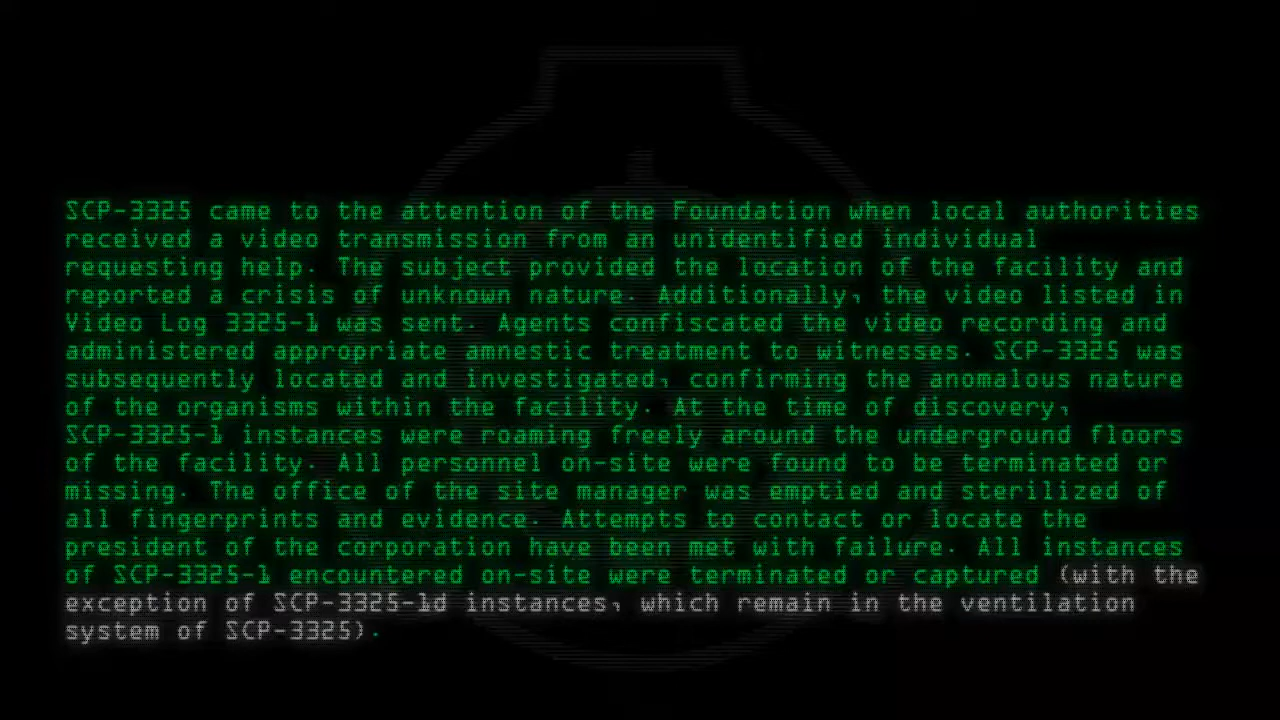 SCP-3325 came to the attention of the Foundation when local authorities
received a video transmission from an unidentified individual
requesting help. The subject provided the location of the facility and
reported a crisis of unknown nature. Additionally, the video listed in
Video Log 3325-1 was sent. Agents confiscated the video recording and
administered appropriate amnestic treatment to witnesses. SCP-3325 was
subsequently located and investigated, confirming the anomalous nature
of the organisms within the facility. At the time of discovery,
SCP-3325-1 instances were roaming freely around the underground floors
of the facility. All personnel on-site were found to be terminated or
missing. The office of the site manager was emptied and sterilized of
all fingerprints and evidence. Attempts to contact or locate the
president of the corporation have been met with failure. All instances
of SCP-3325-1 encountered on-site were terminated or captured (with the
exception of SCP-3325-1d instances, which remain in the ventilation
system of SCP-3325).